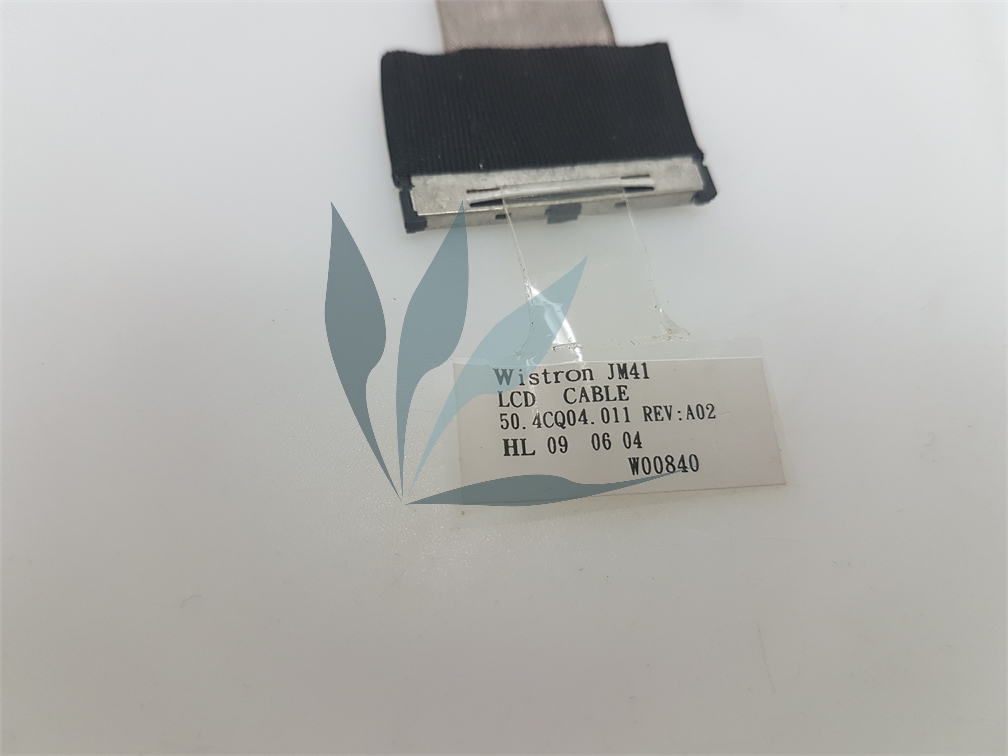 Wistron JM41
LCD CABLE
50.4CQ04.011 REV:A02
HL 09 06 04
W00840